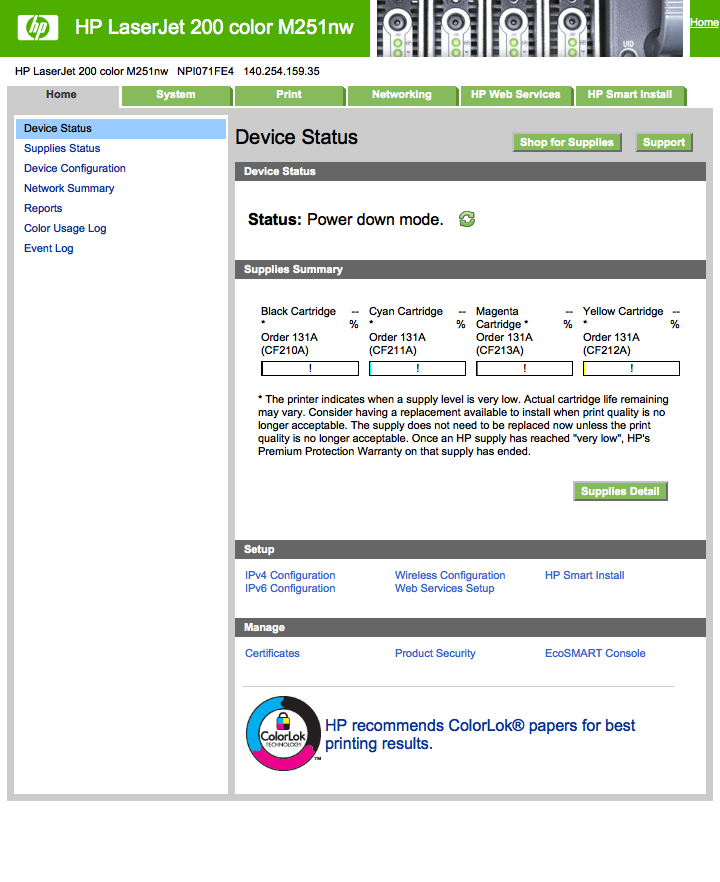 hp
HP LaserJet 200 color M251nw
UID
Home
HP LaserJet 200 color M251nw NPI071FE4 140.254.159.35
Home System Print Networking HP Web Services HP Smart Install
Device Status
Supplies Status
Device Configuration
Network Summary
Reports
Color Usage Log
Event Log
Device Status
Shop for Supplies
Support
Device Status
Status: Power down mode.
Supplies Summary
Black Cartridge * --%
Order 131A
(CF210A)
!
Cyan Cartridge * --%
Order 131A
(CF211A)
!
Magenta
Cartridge * --%
Order 131A
(CF213A)
!
Yellow Cartridge * --%
Order 131A
(CF212A)
!
* The printer indicates when a supply level is very low. Actual cartridge life remaining
may vary. Consider having a replacement available to install when print quality is no
longer acceptable. The supply does not need to be replaced now unless the print
quality is no longer acceptable. Once an HP supply has reached "very low", HP's
Premium Protection Warranty on that supply has ended.
Supplies Detail
Setup
IPv4 Configuration Wireless Configuration HP Smart Install
IPv6 Configuration Web Services Setup
Manage
Certificates Product Security EcoSMART Console
ColorLok
TECHNOLOGY
™
HP recommends ColorLok® papers for best
printing results.